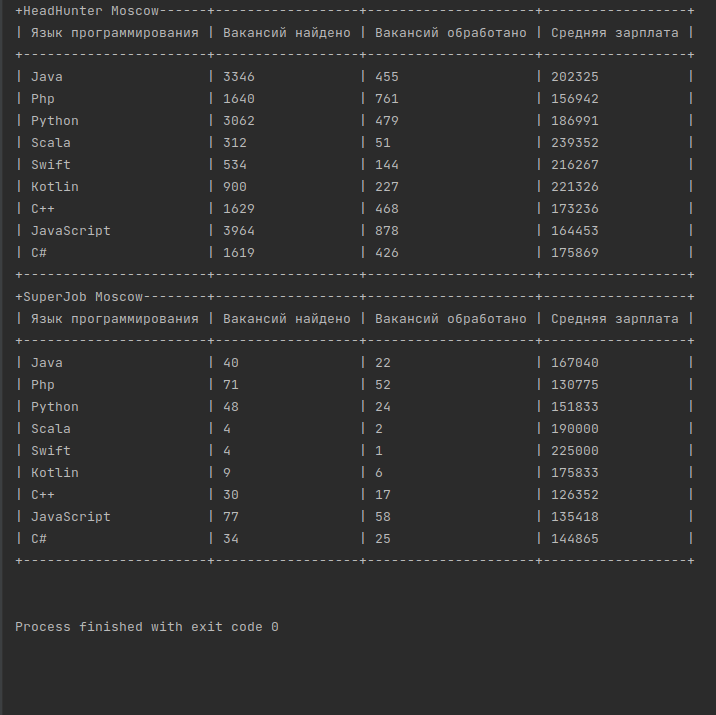 +HeadHunter Moscow------+------------------+---------------------+------------------+
| Язык программирования | Вакансий найдено | Вакансий обработано | Средняя зарплата |
+-----------------------+------------------+---------------------+------------------+
| Java                  | 3346             | 455                 | 202325           |
| Php                   | 1640             | 761                 | 156942           |
| Python                | 3062             | 479                 | 186991           |
| Scala                 | 312              | 51                  | 239352           |
| Swift                 | 534              | 144                 | 216267           |
| Kotlin                | 900              | 227                 | 221326           |
| C++                   | 1629             | 468                 | 173236           |
| JavaScript            | 3964             | 878                 | 164453           |
| C#                    | 1619             | 426                 | 175869           |
+-----------------------+------------------+---------------------+------------------+
+SuperJob Moscow--------+------------------+---------------------+------------------+
| Язык программирования | Вакансий найдено | Вакансий обработано | Средняя зарплата |
+-----------------------+------------------+---------------------+------------------+
| Java                  | 40               | 22                  | 167040           |
| Php                   | 71               | 52                  | 130775           |
| Python                | 48               | 24                  | 151833           |
| Scala                 | 4                | 2                   | 190000           |
| Swift                 | 4                | 1                   | 225000           |
| Kotlin                | 9                | 6                   | 175833           |
| C++                   | 30               | 17                  | 126352           |
| JavaScript            | 77               | 58                  | 135418           |
| C#                    | 34               | 25                  | 144865           |
+-----------------------+------------------+---------------------+------------------+
Process finished with exit code 0